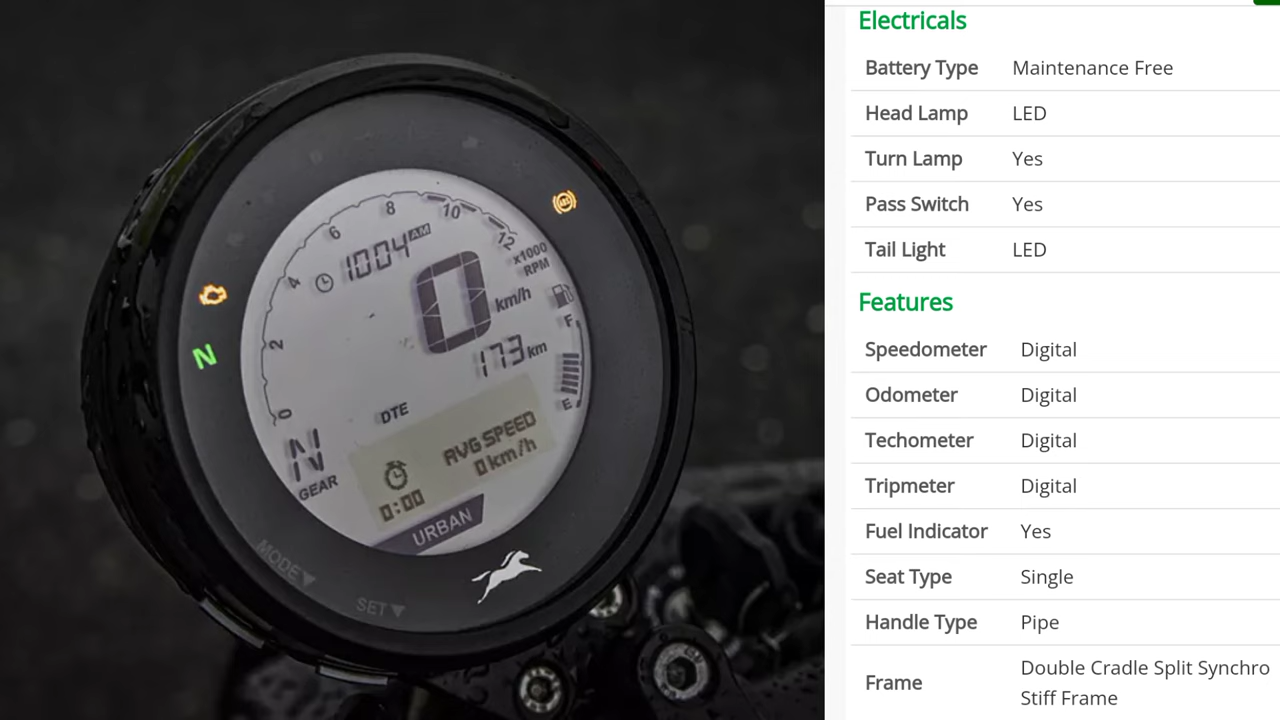 8
10
6
12
1004 AM
x1000
RPM
4
0 km/h
F
2
173 km
E
0
DTE
N
N
GEAR
AVG SPEED
0 km/h
0:00
URBAN
MODE
SET
ABS
Electricals
Battery Type Maintenance Free
Head Lamp LED
Turn Lamp Yes
Pass Switch Yes
Tail Light LED
Features
Speedometer Digital
Odometer Digital
Techometer Digital
Tripmeter Digital
Fuel Indicator Yes
Seat Type Single
Handle Type Pipe
Frame Double Cradle Split Synchro
Stiff Frame